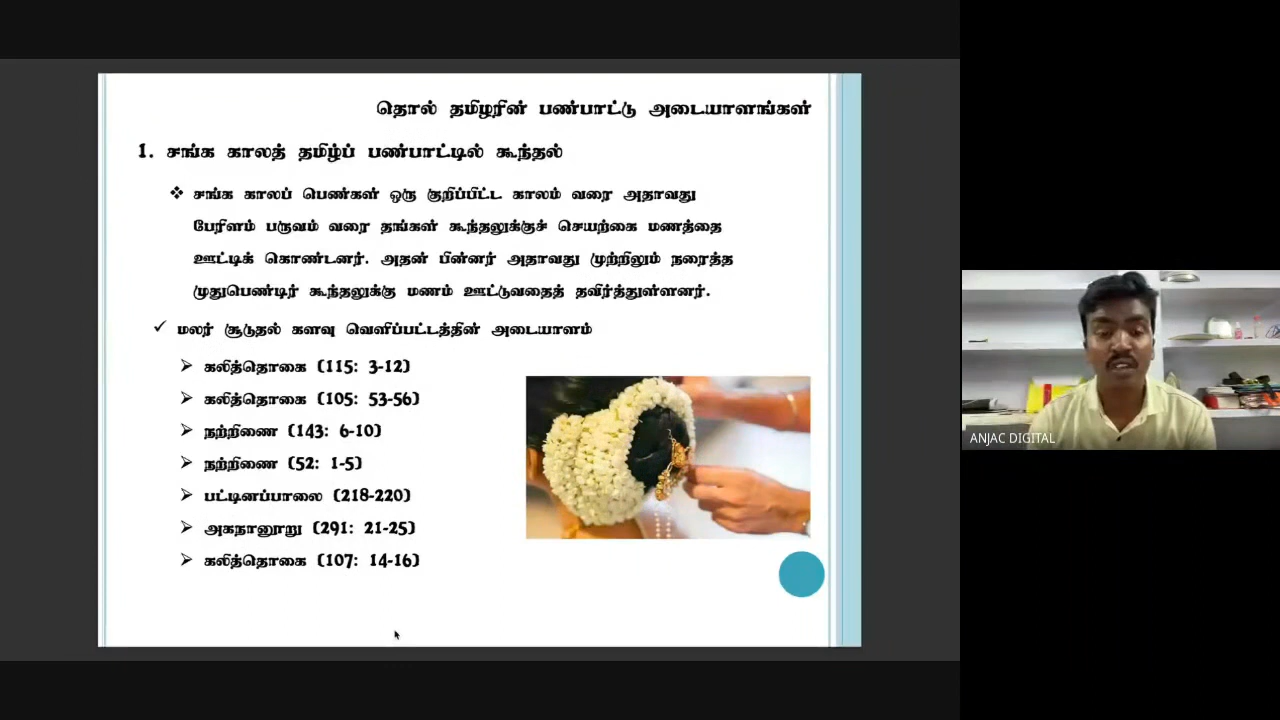 தொல் தமிழரின் பண்பாட்டு அடையாளங்கள்
1. சங்க காலத் தமிழ்ப் பண்பாட்டில் கூந்தல்
❖ சங்க காலப் பெண்கள் ஒரு குறிப்பிட்ட காலம் வரை அதாவது
பேரிளம் பருவம் வரை தங்கள் கூந்தலுக்குச் செயற்கை மணத்தை
ஊட்டிக் கொண்டனர். அதன் பின்னர் அதாவது முற்றிலும் நரைத்த
முதுபெண்டிர் கூந்தலுக்கு மணம் ஊட்டுவதைத் தவிர்த்துள்ளனர்.
✓ மலர் சூடுதல் களவு வெளிப்பட்டத்தின் அடையாளம்
➢ கலித்தொகை (115: 3-12)
➢ கலித்தொகை (105: 53-56)
➢ நற்றிணை (143: 6-10)
➢ நற்றிணை (52: 1-5)
➢ பட்டினப்பாலை (218-220)
➢ அகநானூறு (291: 21-25)
➢ கலித்தொகை (107: 14-16)
ANJAC DIGITAL